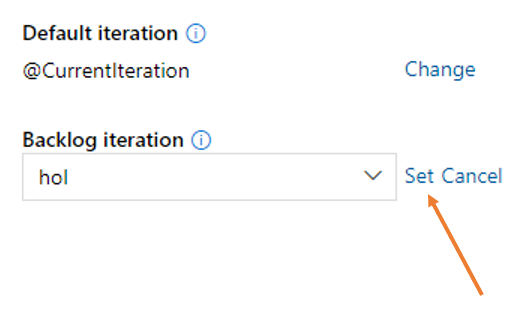 Default iteration
@CurrentIteration Change
Backlog iteration
hol Set Cancel